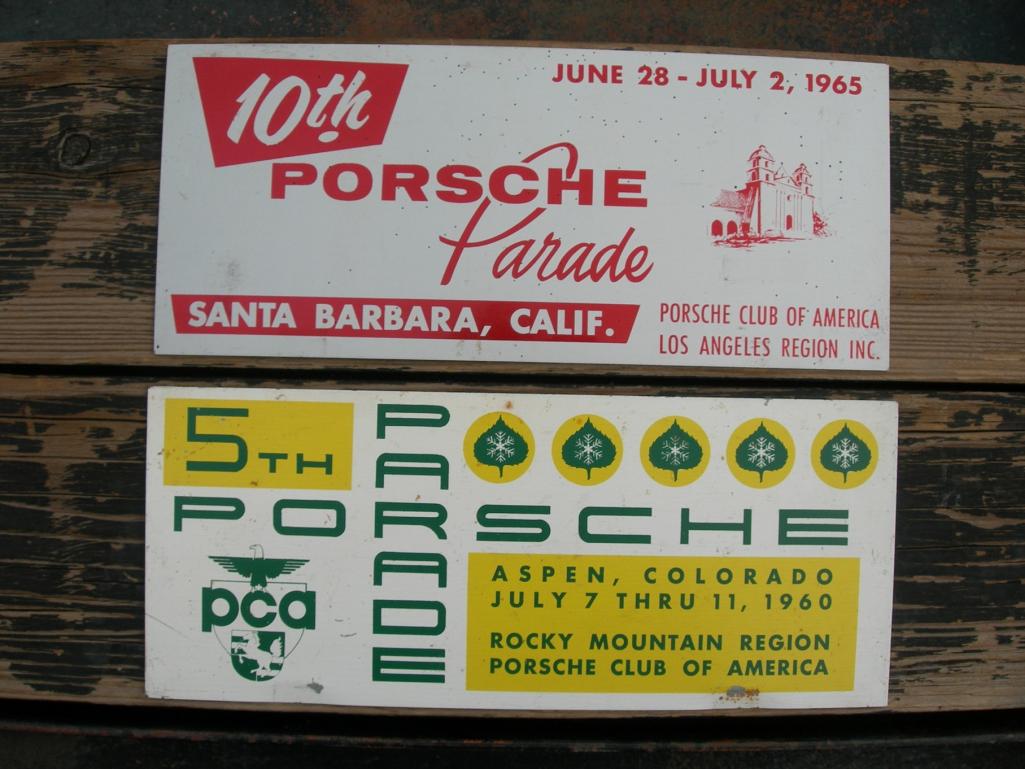 10th
JUNE 28 - JULY 2, 1965
PORSCHE
Parade
SANTA BARBARA, CALIF.
PORSCHE CLUB OF AMERICA
LOS ANGELES REGION INC.
5TH
PARADE
PORSCHE
pca
ASPEN, COLORADO
JULY 7 THRU 11, 1960
ROCKY MOUNTAIN REGION
PORSCHE CLUB OF AMERICA